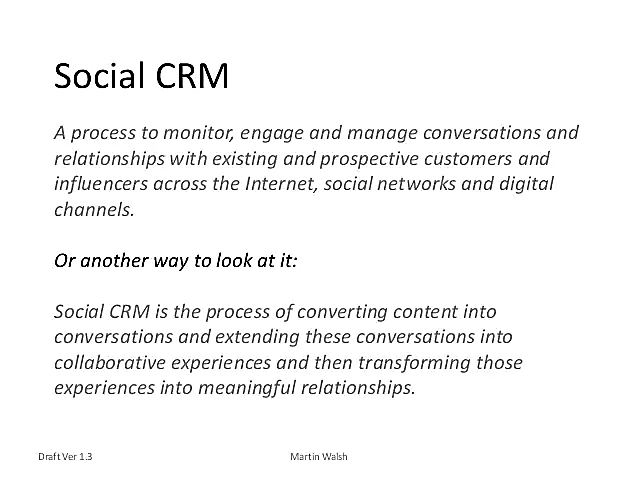 Social CRM
A process to monitor, engage and manage conversations and
relationships with existing and prospective customers and
influencers across the Internet, social networks and digital
channels.
Or another way to look at it:
Social CRM is the process of converting content into
conversations and extending these conversations into
collaborative experiences and then transforming those
experiences into meaningful relationships.
Draft Ver 1.3
Martin Walsh